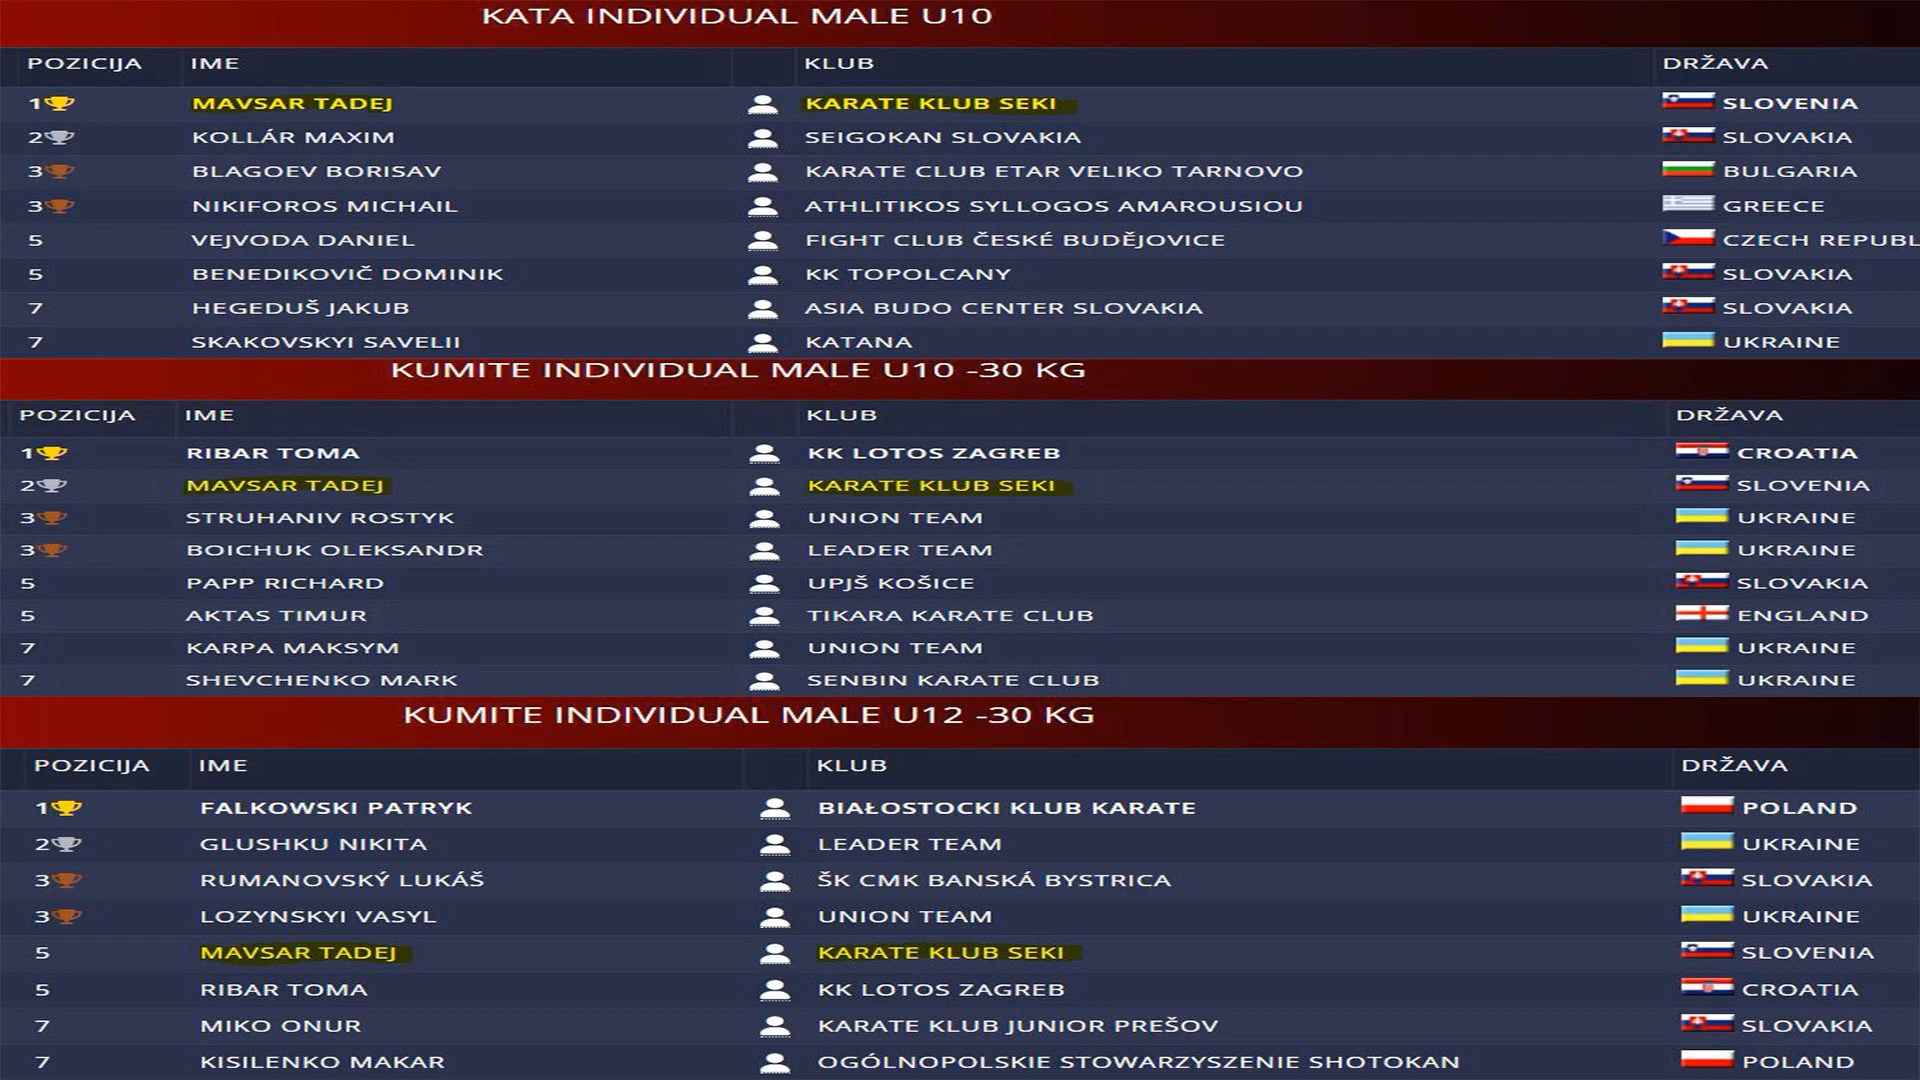 KATA INDIVIDUAL MALE U10
POZICIJA IME KLUB DRŽAVA
1 MAVSAR TADEJ KARATE KLUB SEKI SLOVENIA
2 KOLLÁR MAXIM SEIGOKAN SLOVAKIA SLOVAKIA
3 BLAGOEV BORISAV KARATE CLUB ETAR VELIKO TARNOVO BULGARIA
3 NIKIFOROS MICHAIL ATHLITIKOS SYLLOGOS AMAROUSIOU GREECE
5 VEJVODA DANIEL FIGHT CLUB ČESKÉ BUDĚJOVICE CZECH REPUBL
5 BENEDIKOVIČ DOMINIK KK TOPOLCANY SLOVAKIA
7 HEGEDUŠ JAKUB ASIA BUDO CENTER SLOVAKIA SLOVAKIA
7 SKAKOVSKYI SAVELII KATANA UKRAINE
KUMITE INDIVIDUAL MALE U10 -30 KG
POZICIJA IME KLUB DRŽAVA
1 RIBAR TOMA KK LOTOS ZAGREB CROATIA
2 MAVSAR TADEJ KARATE KLUB SEKI SLOVENIA
3 STRUHANIV ROSTYK UNION TEAM UKRAINE
3 BOICHUK OLEKSANDR LEADER TEAM UKRAINE
5 PAPP RICHARD UPJŠ KOŠICE SLOVAKIA
5 AKTAS TIMUR TIKARA KARATE CLUB ENGLAND
7 KARPA MAKSYM UNION TEAM UKRAINE
7 SHEVCHENKO MARK SENBIN KARATE CLUB UKRAINE
KUMITE INDIVIDUAL MALE U12 -30 KG
POZICIJA IME KLUB DRŽAVA
1 FALKOWSKI PATRYK BIAŁOSTOCKI KLUB KARATE POLAND
2 GLUSHKU NIKITA LEADER TEAM UKRAINE
3 RUMANOVSKÝ LUKÁŠ ŠK CMK BANSKÁ BYSTRICA SLOVAKIA
3 LOZYNSKYI VASYL UNION TEAM UKRAINE
5 MAVSAR TADEJ KARATE KLUB SEKI SLOVENIA
5 RIBAR TOMA KK LOTOS ZAGREB CROATIA
7 MIKO ONUR KARATE KLUB JUNIOR PREŠOV SLOVAKIA
7 KISILENKO MAKAR OGÓLNOPOLSKIE STOWARZYSZENIE SHOTOKAN POLAND